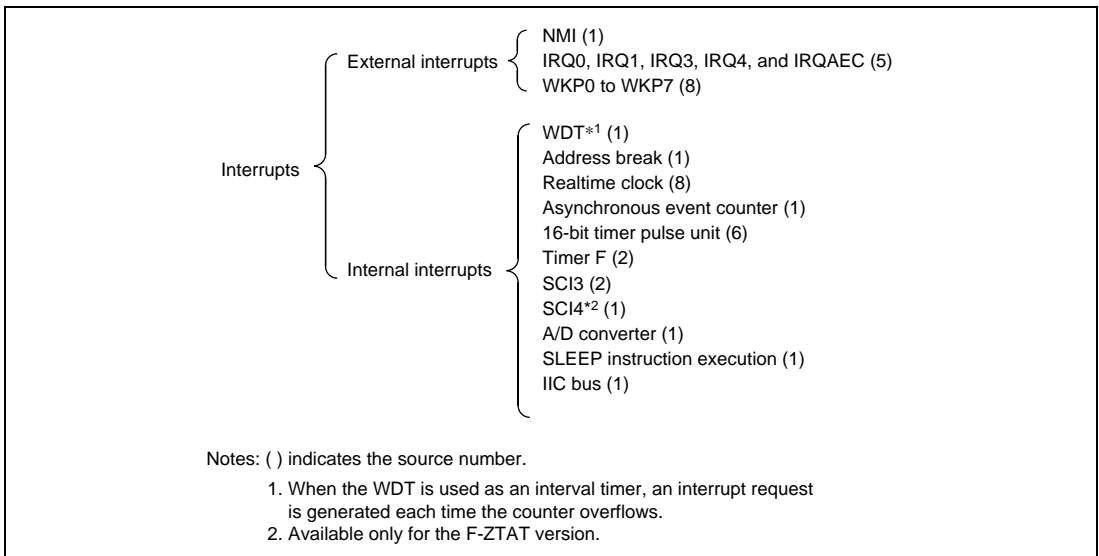 Interrupts
External interrupts
NMI (1)
IRQ0, IRQ1, IRQ3, IRQ4, and IRQAEC (5)
WKP0 to WKP7 (8)
Internal interrupts
WDT*1 (1)
Address break (1)
Realtime clock (8)
Asynchronous event counter (1)
16-bit timer pulse unit (6)
Timer F (2)
SCI3 (2)
SCI4*2 (1)
A/D converter (1)
SLEEP instruction execution (1)
IIC bus (1)
Notes: ( ) indicates the source number.
1. When the WDT is used as an interval timer, an interrupt request
is generated each time the counter overflows.
2. Available only for the F-ZTAT version.